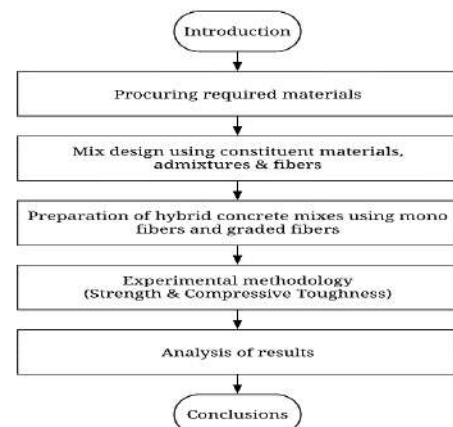 Introduction
Procuring required materials
Mix design using constituent materials,
admixtures & fibers
Preparation of hybrid concrete mixes using mono
fibers and graded fibers
Experimental methodology
(Strength & Compressive Toughness)
Analysis of results
Conclusions